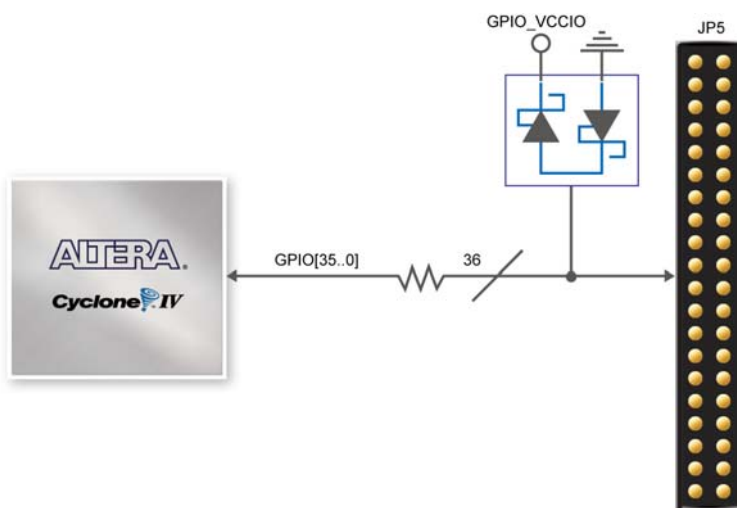 GPIO_VCCIO
JP5
ALTERA®
Cyclone IV
GPIO[35..0]
36